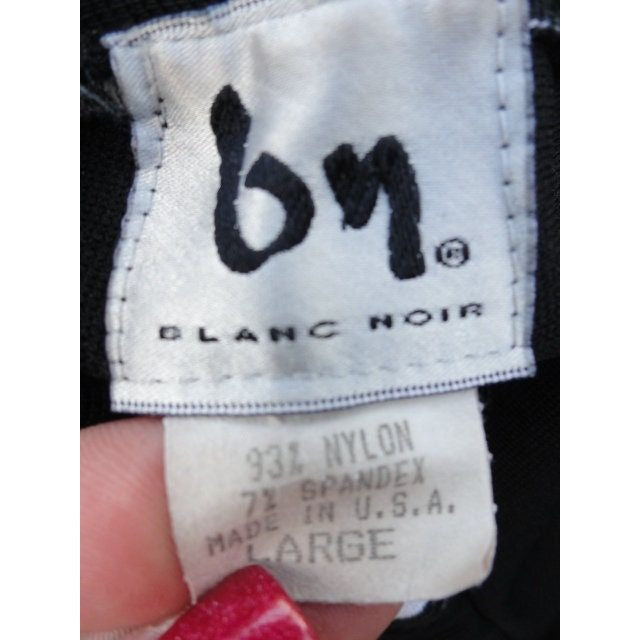 bn®
BLANC NOIR
93% NYLON
7% SPANDEX
MADE IN U.S.A.
LARGE